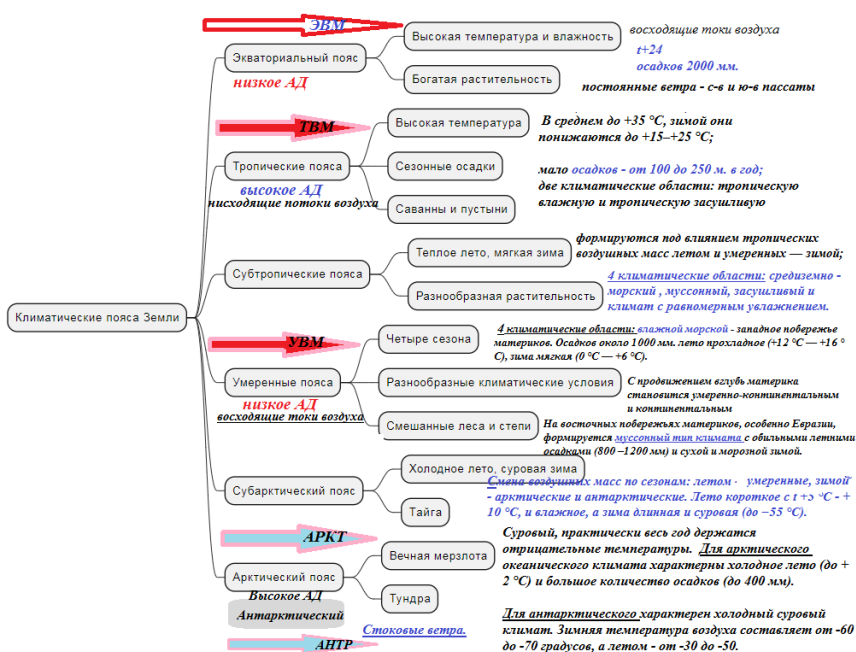 ЭВМ
Высокая температура и влажность
восходящие токи воздуха
t+24
осадков 2000 мм.
Экваториальный пояс
низкое АД
Богатая растительность
постоянные ветра - с-в и ю-в пассаты
ТВМ
Высокая температура
В среднем до +35 °C, зимой они
понижаются до +15–+25 °C;
Тропические пояса
Сезонные осадки
мало осадков - от 100 до 250 м. в год;
две климатические области: тропическую
влажную и тропическую засушливую
высокое АД
нисходящие потоки воздуха
Саванны и пустыни
Теплое лето, мягкая зима
формируются под влиянием тропических
воздушных масс летом и умеренных — зимой;
Субтропические пояса
Разнообразная растительность
4 климатические области: средиземно -
морский , муссонный, засушливый и
климат с равномерным увлажнением.
Климатические пояса Земли
УВМ
Четыре сезона
4 климатические области: влажной морской - западное побережье
материков. Осадков около 1000 мм. лето прохладное (+12 °C — +16 °
C), зима мягкая (0 °C — +6 °C).
Умеренные пояса
Разнообразные климатические условия
С продвижением вглубь материка
становится умеренно-континентальным
и континентальным
низкое АД
восходящие токи воздуха
Смешанные леса и степи
На восточных побережьях материков, особенно Евразии,
формируется муссонный тип климата с обильными летними
осадками (800 –1200 мм) и сухой и морозной зимой.
Холодное лето, суровая зима
Субарктический пояс
Тайга
Смена воздушных масс по сезонам: летом - умеренные, зимой
- арктические и антарктические. Лето короткое с t +5 °C - +
10 °C, и влажное, а зима длинная и суровая (до −55 °C).
АРКТ
Вечная мерзлота
Суровый, практически весь год держатся
отрицательные температуры. Для арктического
океанического климата характерны холодное лето (до +
2 °C) и большое количество осадков (до 400 мм).
Арктический пояс
Высокое АД
Тундра
Антарктический
Стоковые ветра.
АНТР
Для антарктического характерен холодный суровый
климат. Зимняя температура воздуха составляет от -60
до -70 градусов, а летом - от -30 до -50.